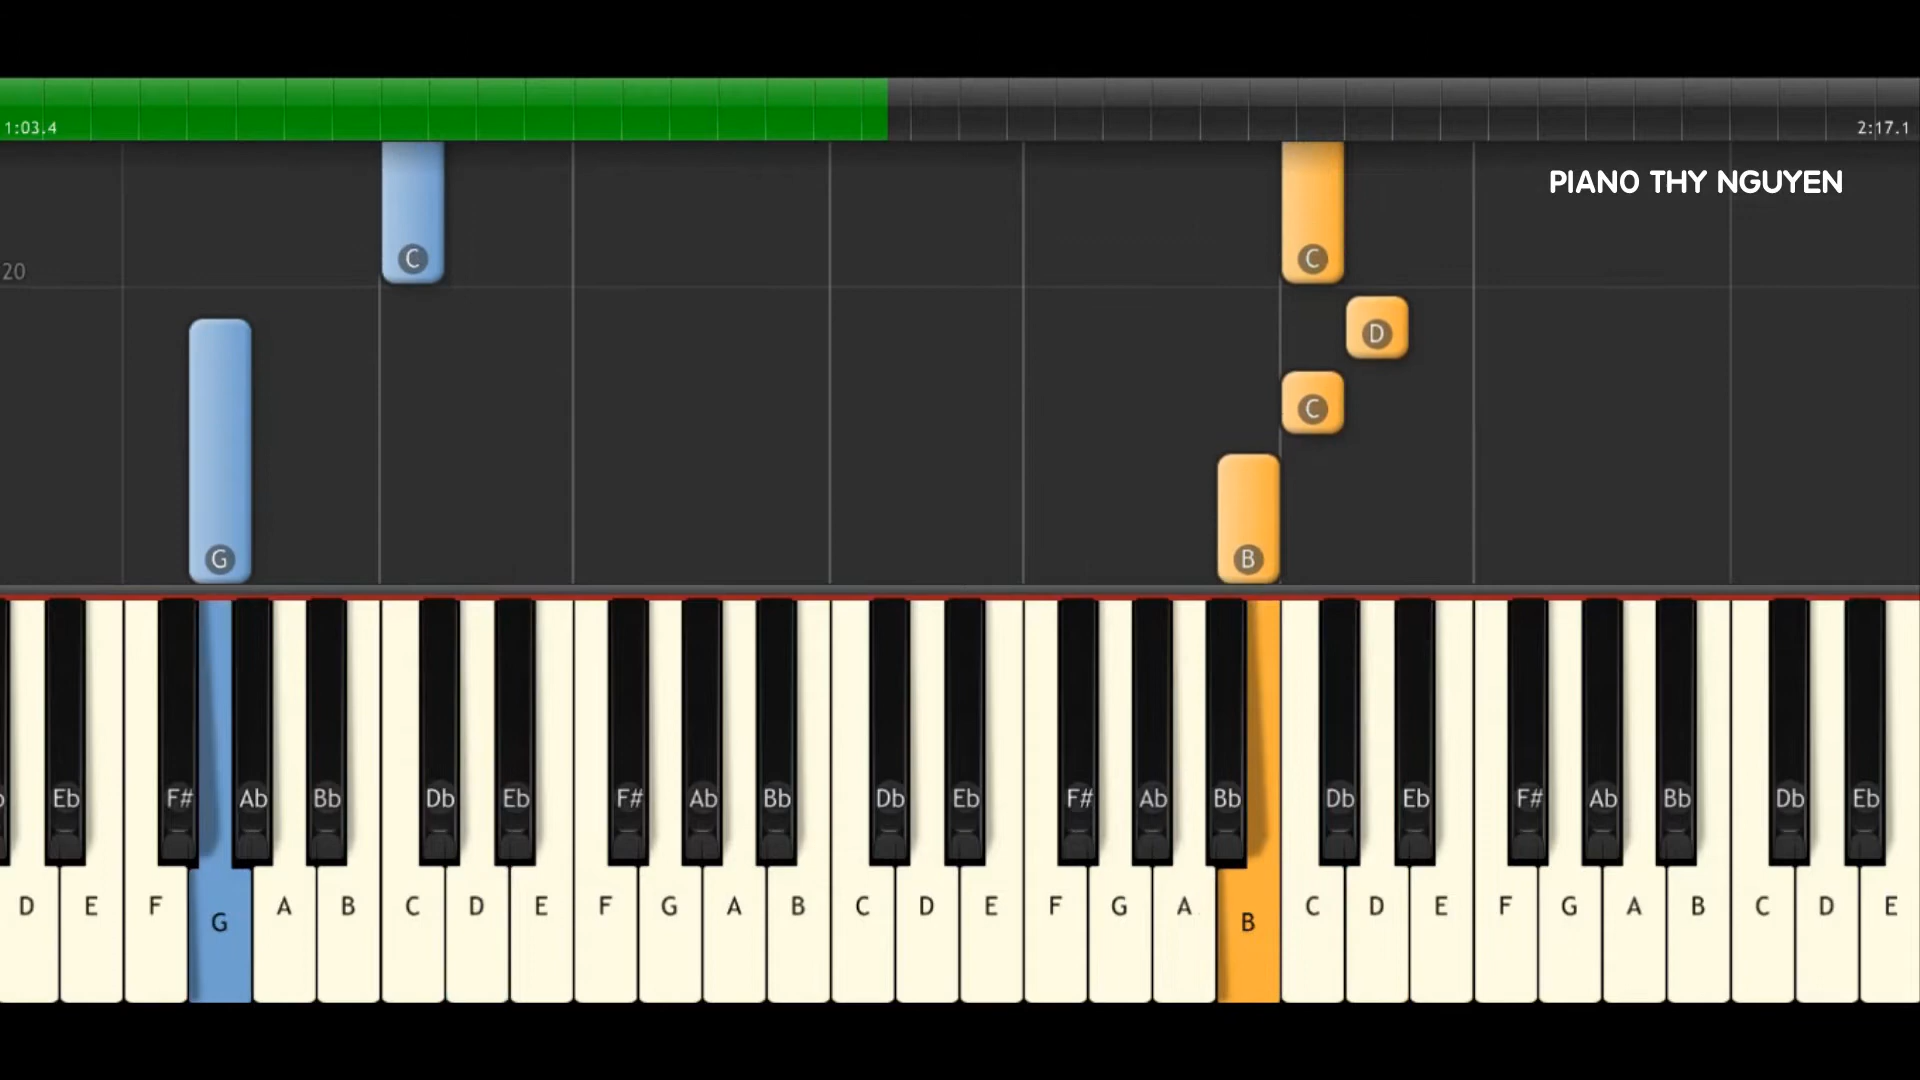 1:03.4 2:17.1
PIANO THY NGUYEN
C C
20
D
C
G B
Eb F# Ab Bb Db Eb F# Ab Bb Db Eb F# Ab Bb Db Eb F# Ab Bb Db Eb
D E F G A B C D E F G A B C D E F G A B C D E F G A B C D E